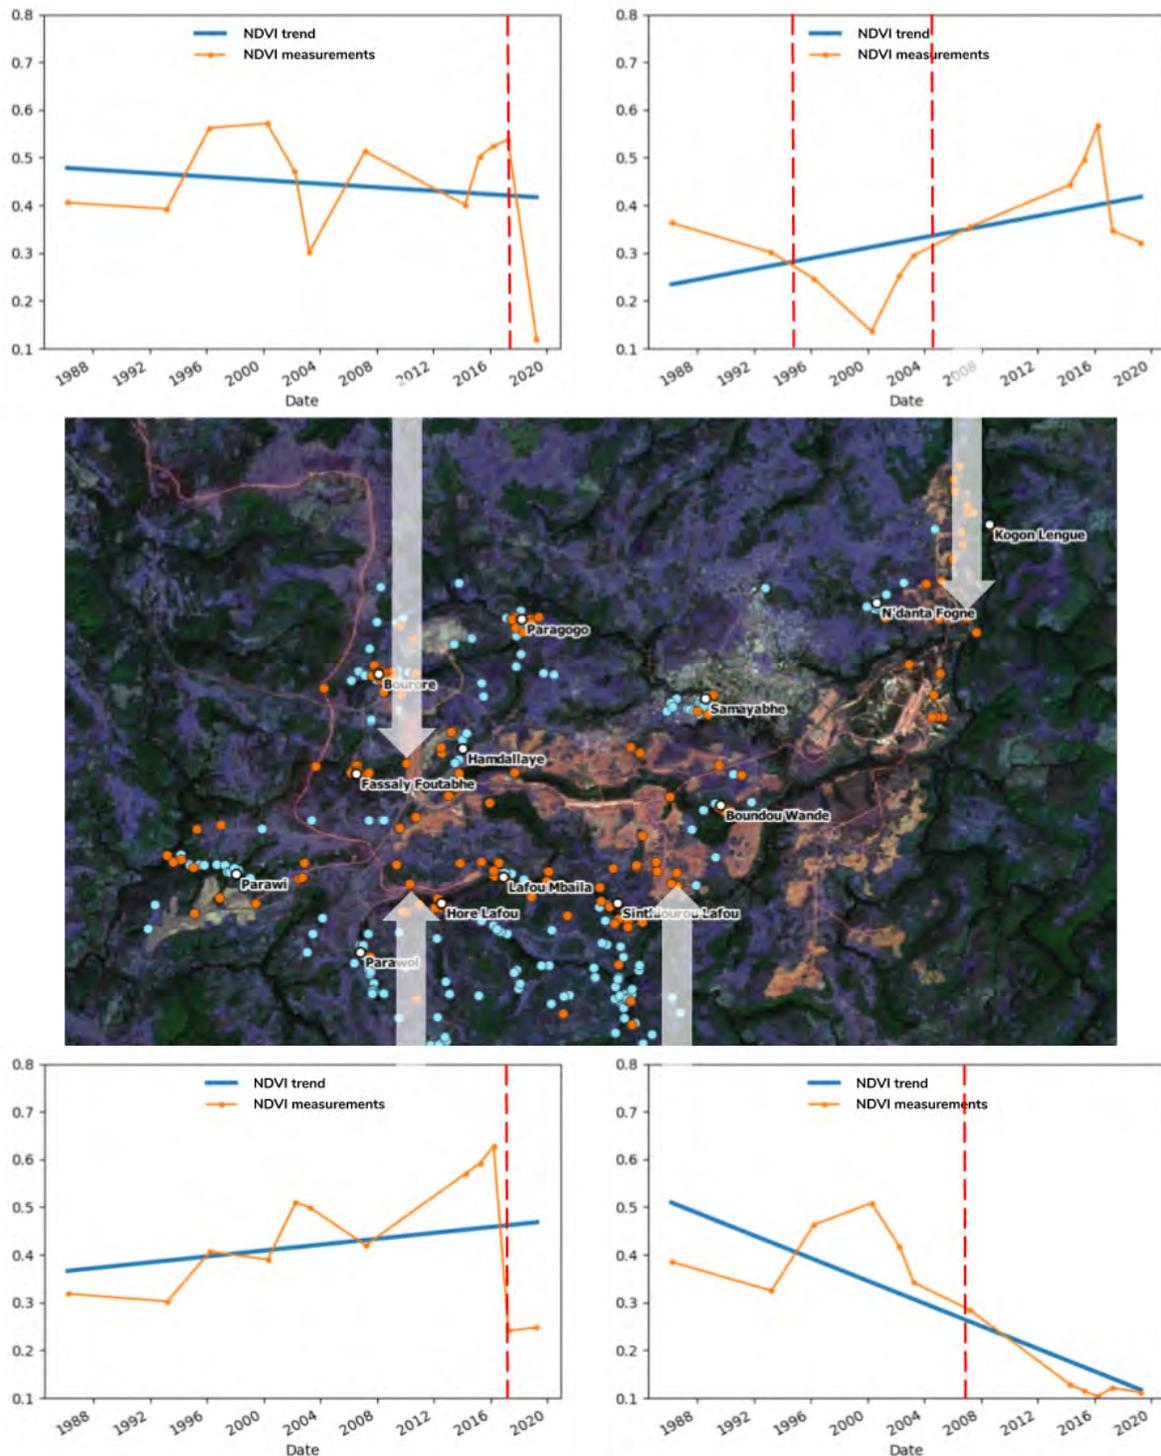 0.8
0.7
0.6
0.5
0.4
0.3
0.2
0.1
NDVI trend
NDVI measurements
1988
1992
1996
2000
2004
2008
2012
2016
2020
Date
0.8
0.7
0.6
0.5
0.4
0.3
0.2
0.1
NDVI trend
NDVI measurements
1988
1992
1996
2000
2004
2008
2012
2016
2020
Date
Kogon Lengue
N'danta Fogne
Paragogo
Bourore
Samayabhe
Hamdallaye
Fassaly Foutabhe
Boundou Wande
Parawi
Lafou Mbaila
Hore Lafou
Sinthiourou Lafou
Parawol
0.8
0.7
0.6
0.5
0.4
0.3
0.2
0.1
NDVI trend
NDVI measurements
1988
1992
1996
2000
2004
2008
2012
2016
2020
Date
0.8
0.7
0.6
0.5
0.4
0.3
0.2
0.1
NDVI trend
NDVI measurements
1988
1992
1996
2000
2004
2008
2012
2016
2020
Date